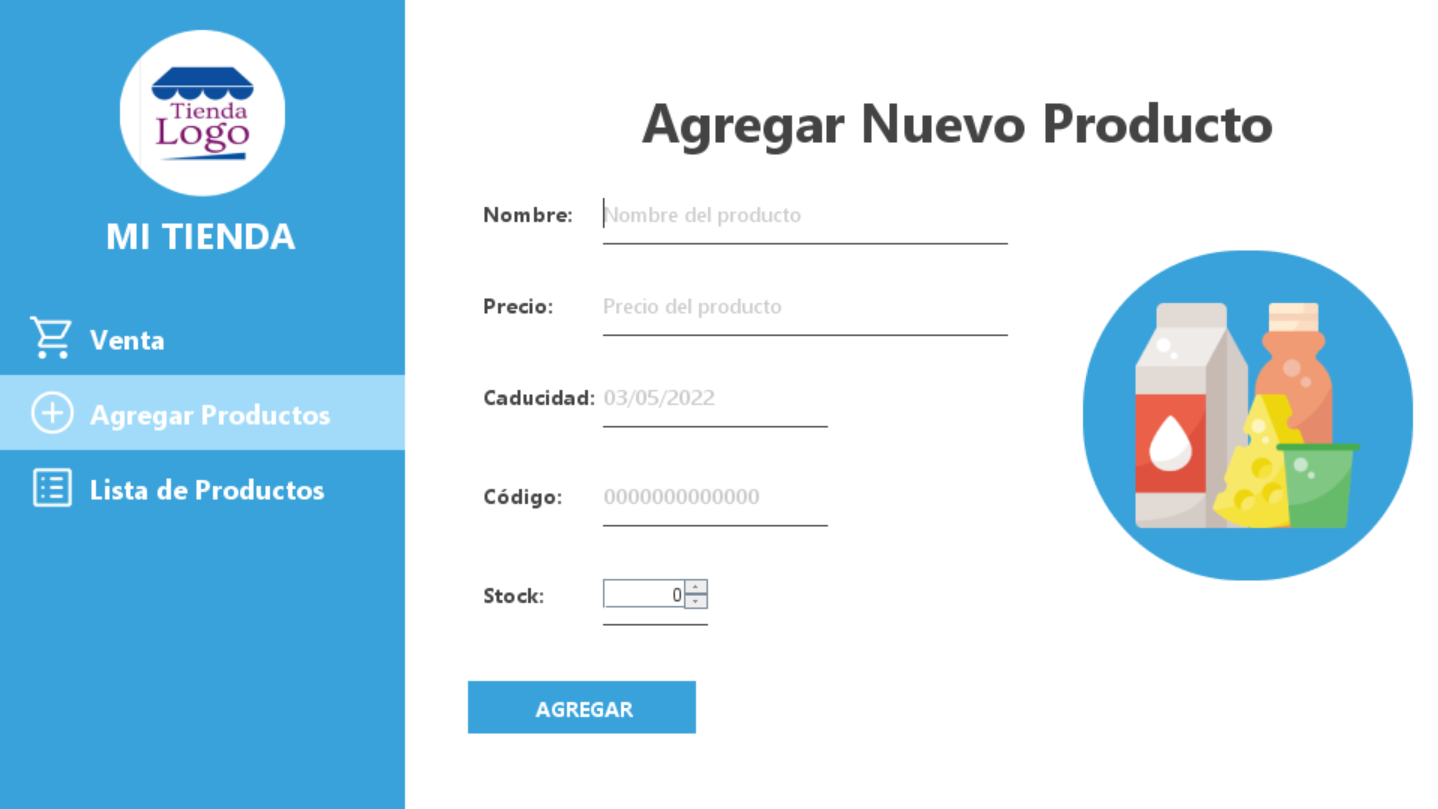 Tienda
Logo
MI TIENDA
Venta
Agregar Productos
Lista de Productos
Agregar Nuevo Producto
Nombre: Nombre del producto
Precio: Precio del producto
Caducidad: 03/05/2022
Código: 0000000000000
Stock: 0
AGREGAR